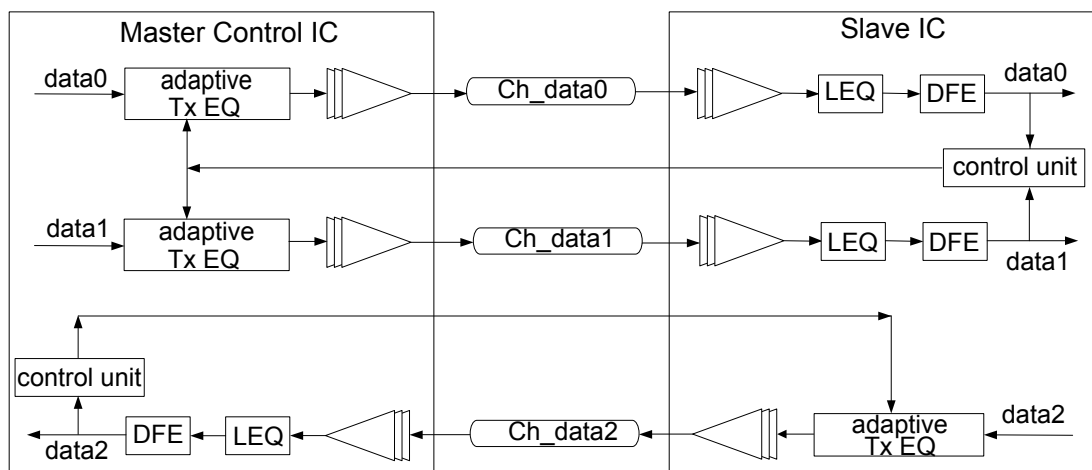 Master Control IC
Slave IC
data0
adaptive
Tx EQ
Ch_data0
LEQ
DFE
data0
control unit
data1
adaptive
Tx EQ
Ch_data1
LEQ
DFE
data1
control unit
data2
DFE
LEQ
Ch_data2
adaptive
Tx EQ
data2